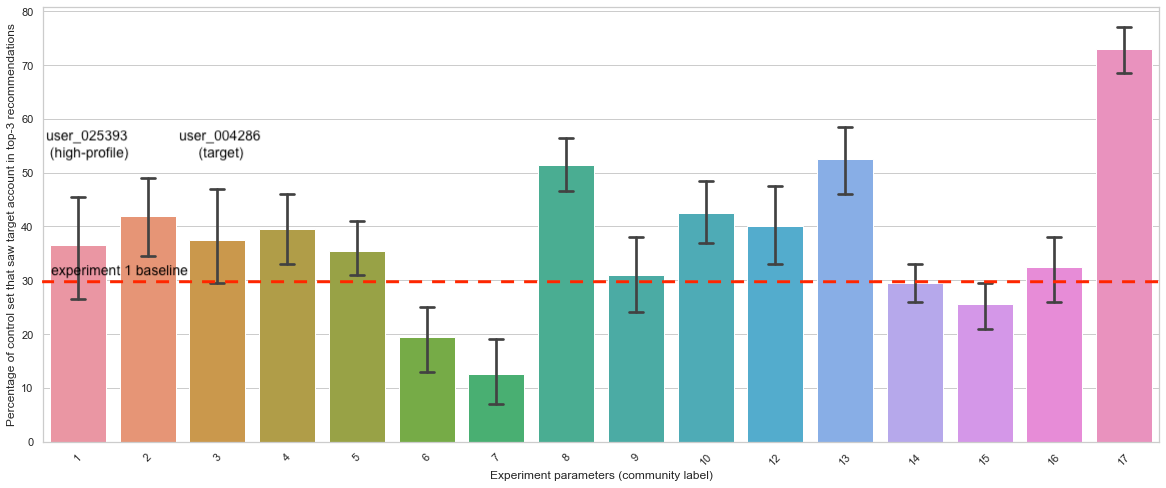 Percentage of control set that saw target account in top-3 recommendations
80
70
60
50
40
30
20
10
0
user_025393
(high-profile)
user_004286
(target)
experiment 1 baseline
1 2 3 4 5 6 7 8 9 10 12 13 14 15 16 17
Experiment parameters (community label)